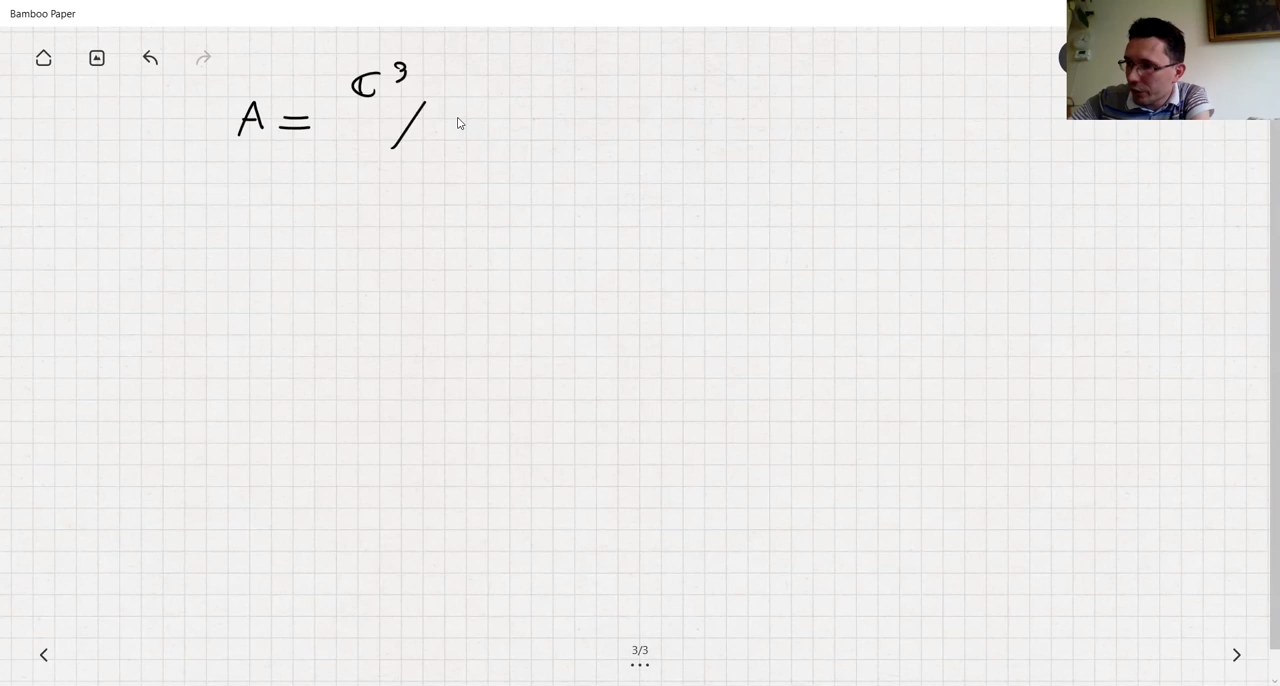 Bamboo Paper
A = ℂ³ /
3/3